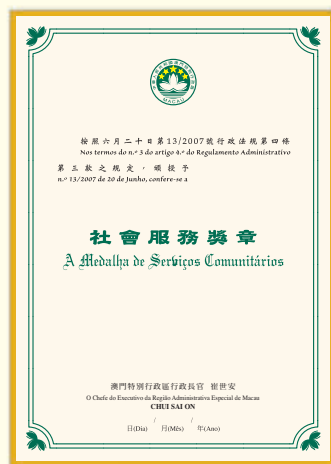 MACAU
按照六月二十日第13/2007號行政法規第四條
Nos termos do n.º 3 do artigo 4.º do Regulamento Administrativo
第三款之規定，頒授予
n.º 13/2007 de 20 de Junho, confere-se a
社會服務獎章
A Medalha de Serviços Comunitários
澳門特別行政區行政長官 崔世安
O Chefe do Executivo da Região Administrativa Especial de Macau
CHUI SAI ON
/ /
日(Dia) 月(Mês) 年(Ano)